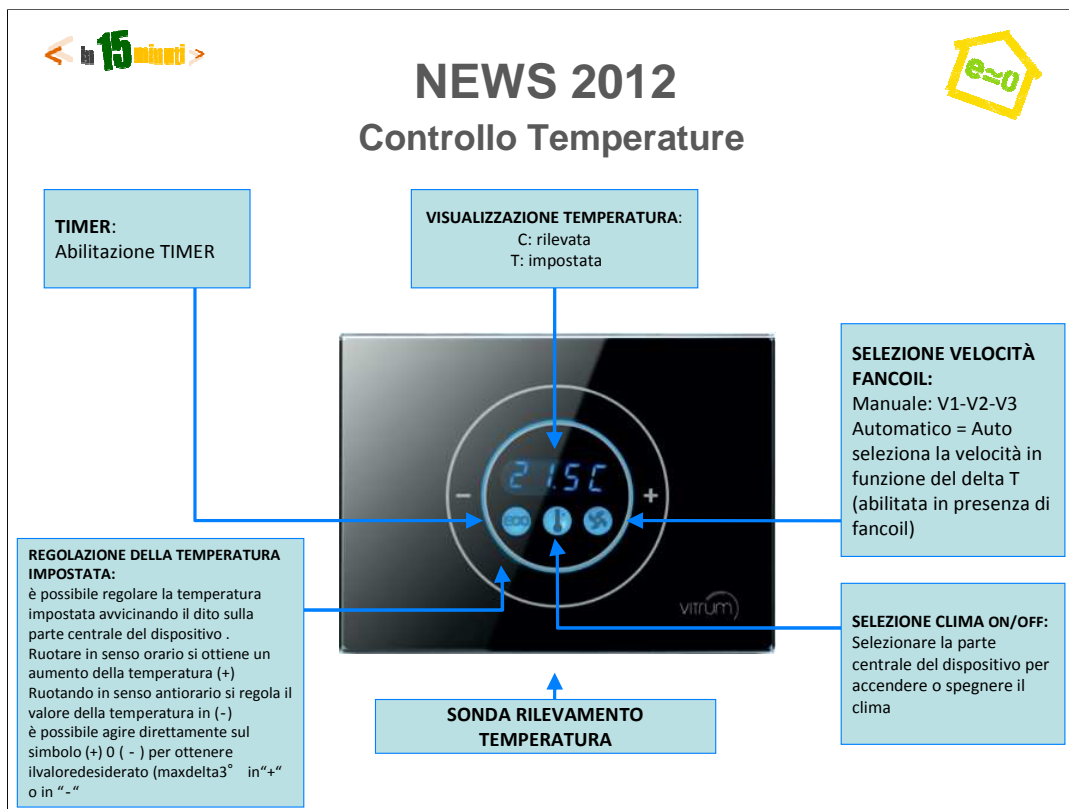 < in 15 minuti >
e≃0
NEWS 2012
Controllo Temperature
TIMER:
Abilitazione TIMER
VISUALIZZAZIONE TEMPERATURA:
C: rilevata
T: impostata
SELEZIONE VELOCITÀ
FANCOIL:
Manuale: V1-V2-V3
Automatico = Auto
seleziona la velocità in
funzione del delta T
(abilitata in presenza di
fancoil)
21.5C
− +
eco
vitrum
REGOLAZIONE DELLA TEMPERATURA
IMPOSTATA:
è possibile regolare la temperatura
impostata avvicinando il dito sulla
parte centrale del dispositivo .
Ruotare in senso orario si ottiene un
aumento della temperatura (+)
Ruotando in senso antiorario si regola il
valore della temperatura in (-)
è possibile agire direttamente sul
simbolo (+) 0 ( - ) per ottenere
ilvaloredesiderato (maxdelta3° in“+“
o in “-“
SELEZIONE CLIMA ON/OFF:
Selezionare la parte
centrale del dispositivo per
accendere o spegnere il
clima
SONDA RILEVAMENTO
TEMPERATURA